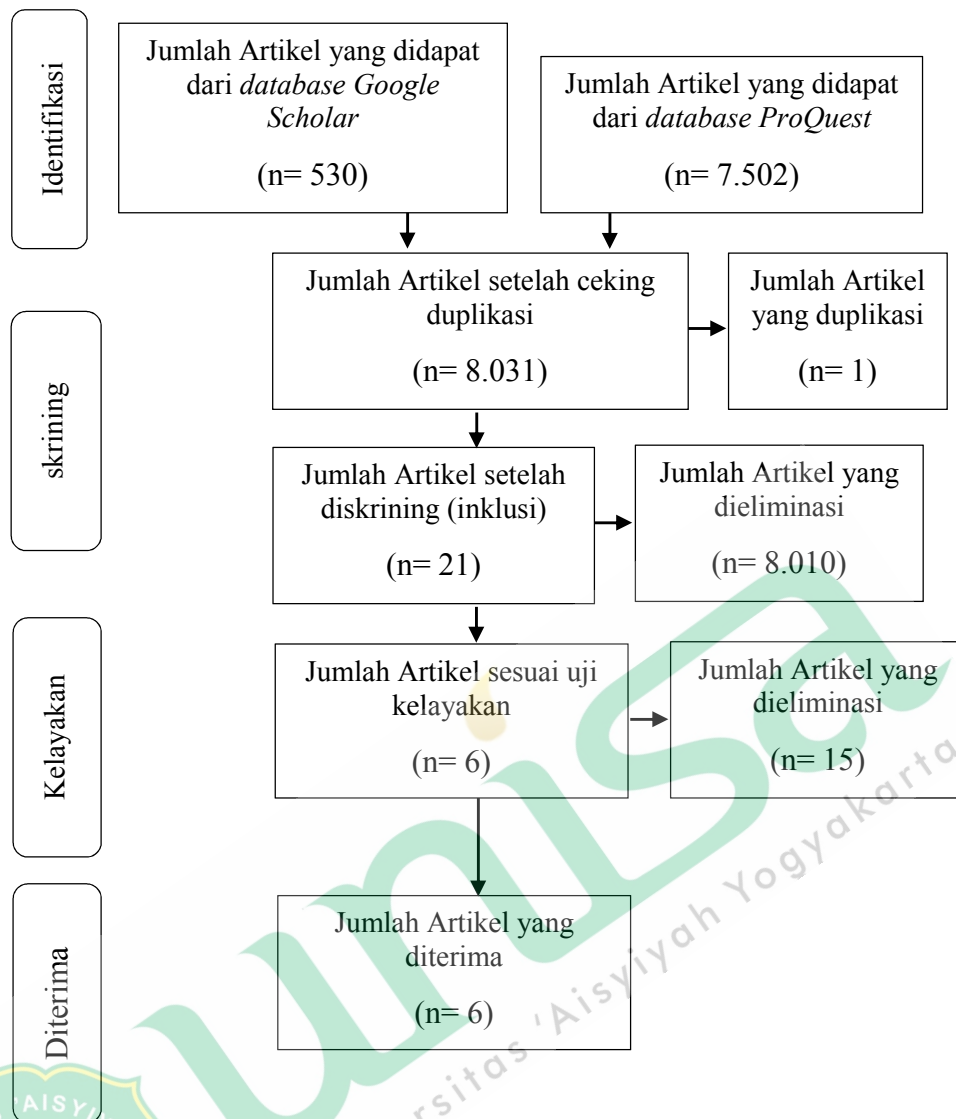 Identifikasi
Jumlah Artikel yang didapat
dari database Google
Scholar
(n= 530)
Jumlah Artikel yang didapat
dari database ProQuest
(n= 7.502)
skrining
Jumlah Artikel setelah ceking
duplikasi
(n= 8.031)
Jumlah Artikel
yang duplikasi
(n= 1)
Jumlah Artikel setelah
diskrining (inklusi)
(n= 21)
Jumlah Artikel yang
dieliminasi
(n= 8.010)
Kelayakan
Jumlah Artikel sesuai uji
kelayakan
(n= 6)
Jumlah Artikel yang
dieliminasi
(n= 15)
Diterima
Jumlah Artikel yang
diterima
(n= 6)
unisa
'Aisyiyah Yogyakarta